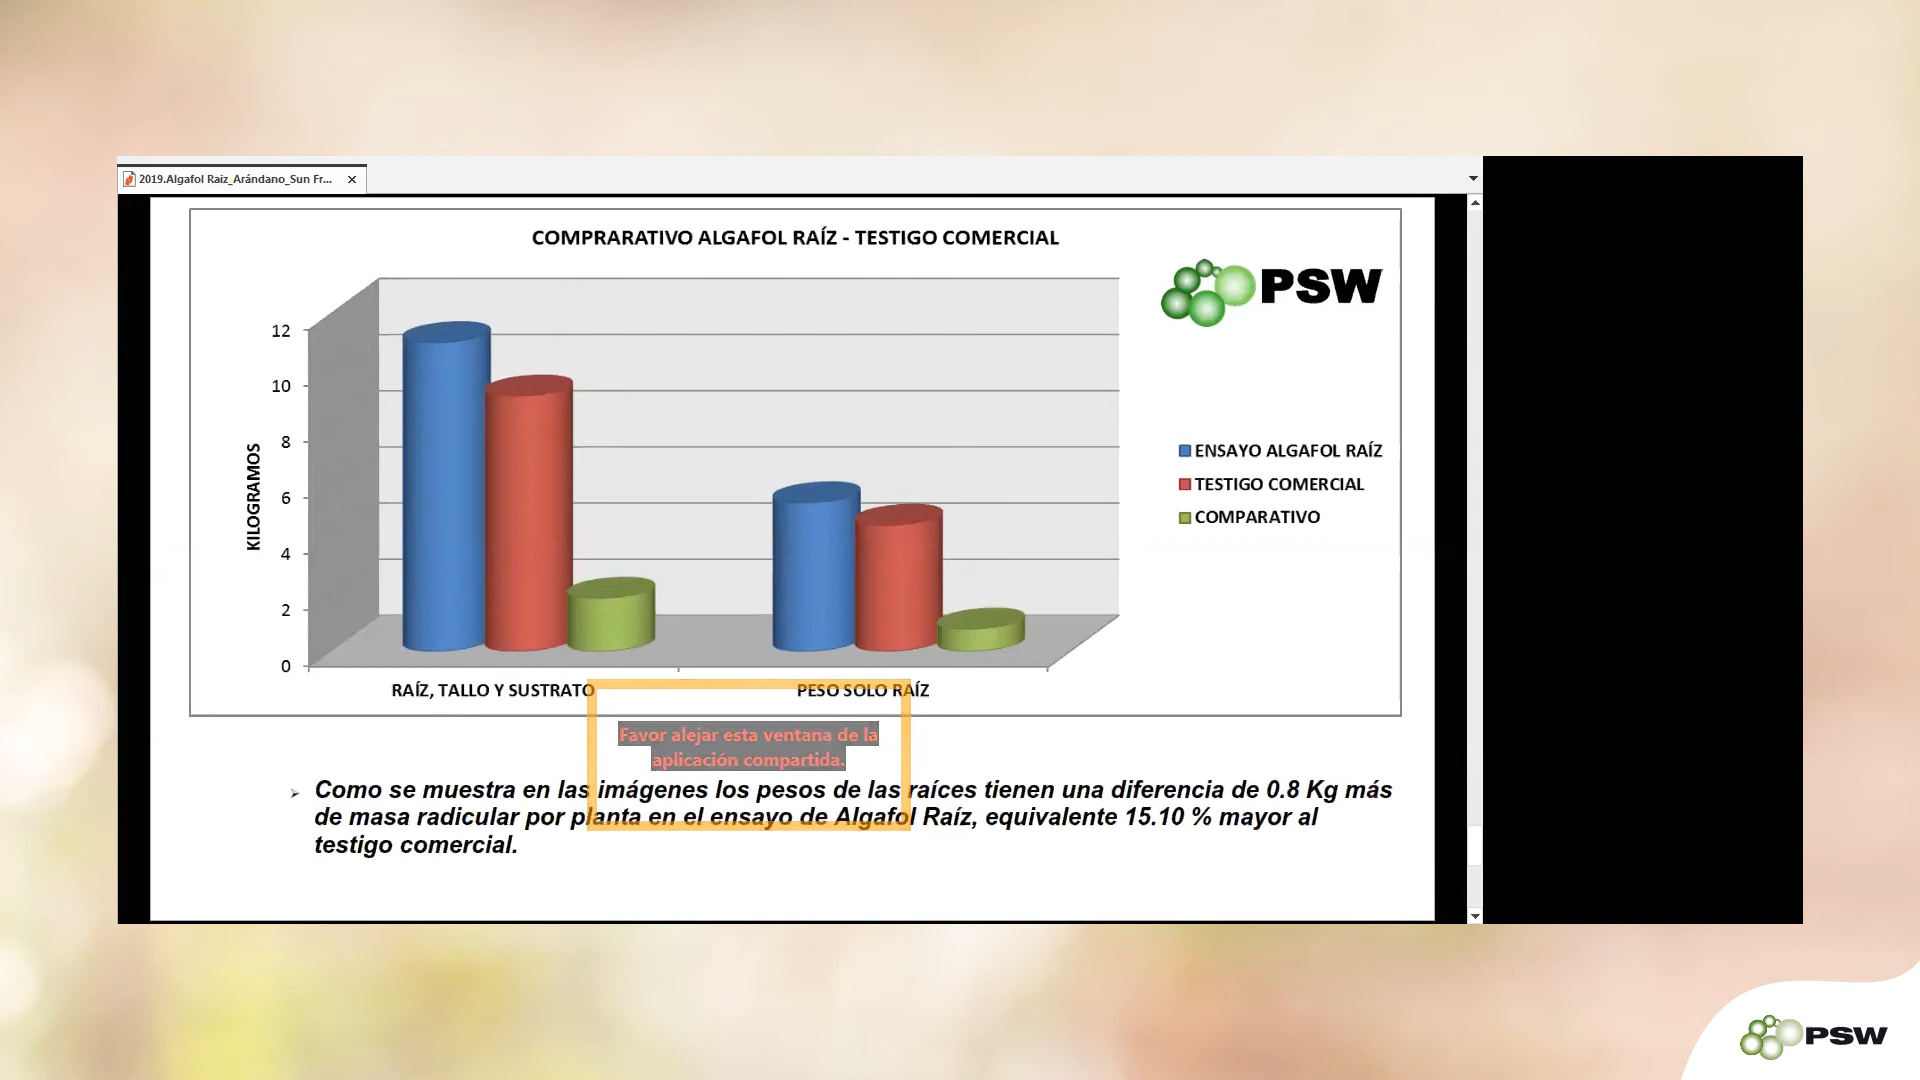 2019.Algafol Raiz_Arándano_Sun Fr...
COMPRARATIVO ALGAFOL RAÍZ - TESTIGO COMERCIAL
PSW
12
10
8
6
4
2
0
KILOGRAMOS
ENSAYO ALGAFOL RAÍZ
TESTIGO COMERCIAL
COMPARATIVO
RAÍZ, TALLO Y SUSTRATO
PESO SOLO RAÍZ
Favor alejar esta ventana de la
aplicación compartida.
Como se muestra en las imágenes los pesos de las raíces tienen una diferencia de 0.8 Kg más
de masa radicular por planta en el ensayo de Algafol Raíz, equivalente 15.10 % mayor al
testigo comercial.
PSW